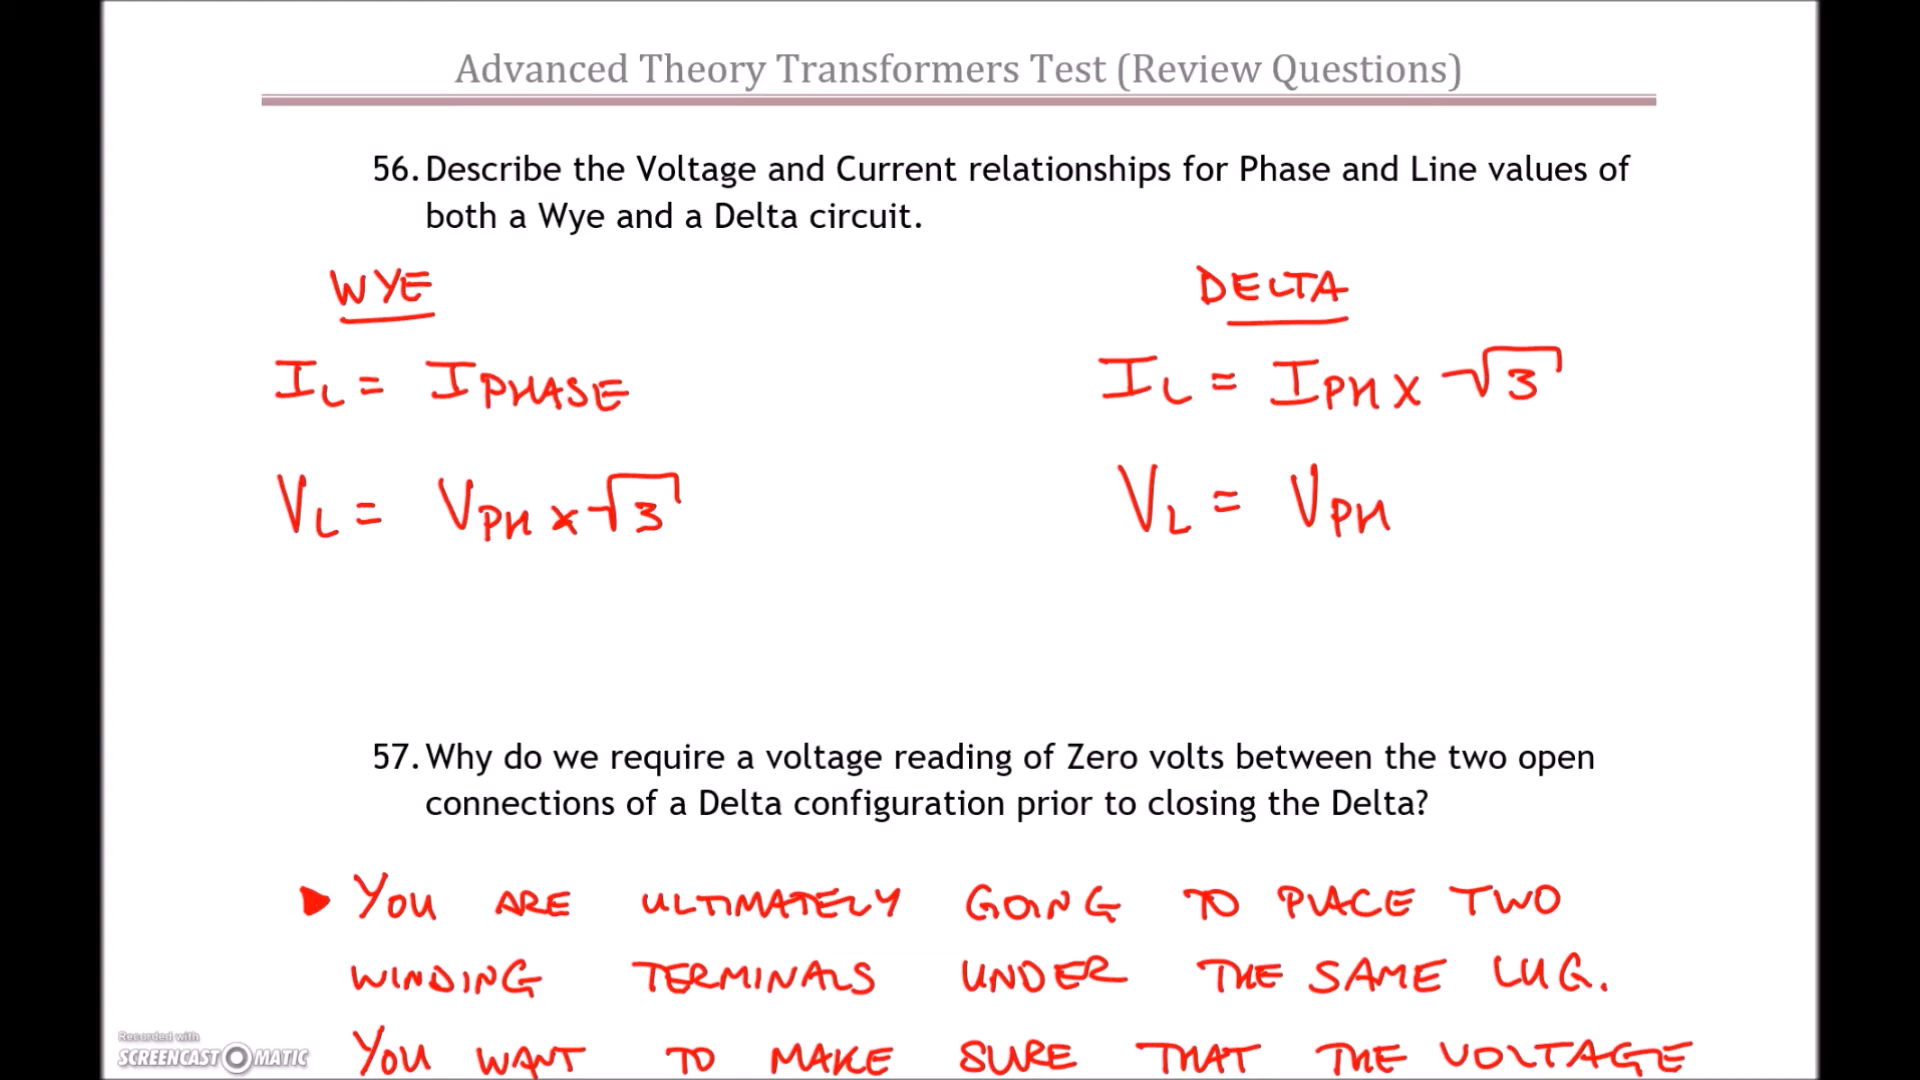 Advanced Theory Transformers Test (Review Questions)
56. Describe the Voltage and Current relationships for Phase and Line values of
both a Wye and a Delta circuit.
WYE
DELTA
IL = IPHASE
IL = IPH x √3
VL = VPH x √3
VL = VPH
57. Why do we require a voltage reading of Zero volts between the two open
connections of a Delta configuration prior to closing the Delta?
YOU ARE ULTIMATELY GOING TO PLACE TWO
WINDING TERMINALS UNDER THE SAME LUG.
YOU WANT TO MAKE SURE THAT THE VOLTAGE
Recorded with
SCREENCAST-O-MATIC